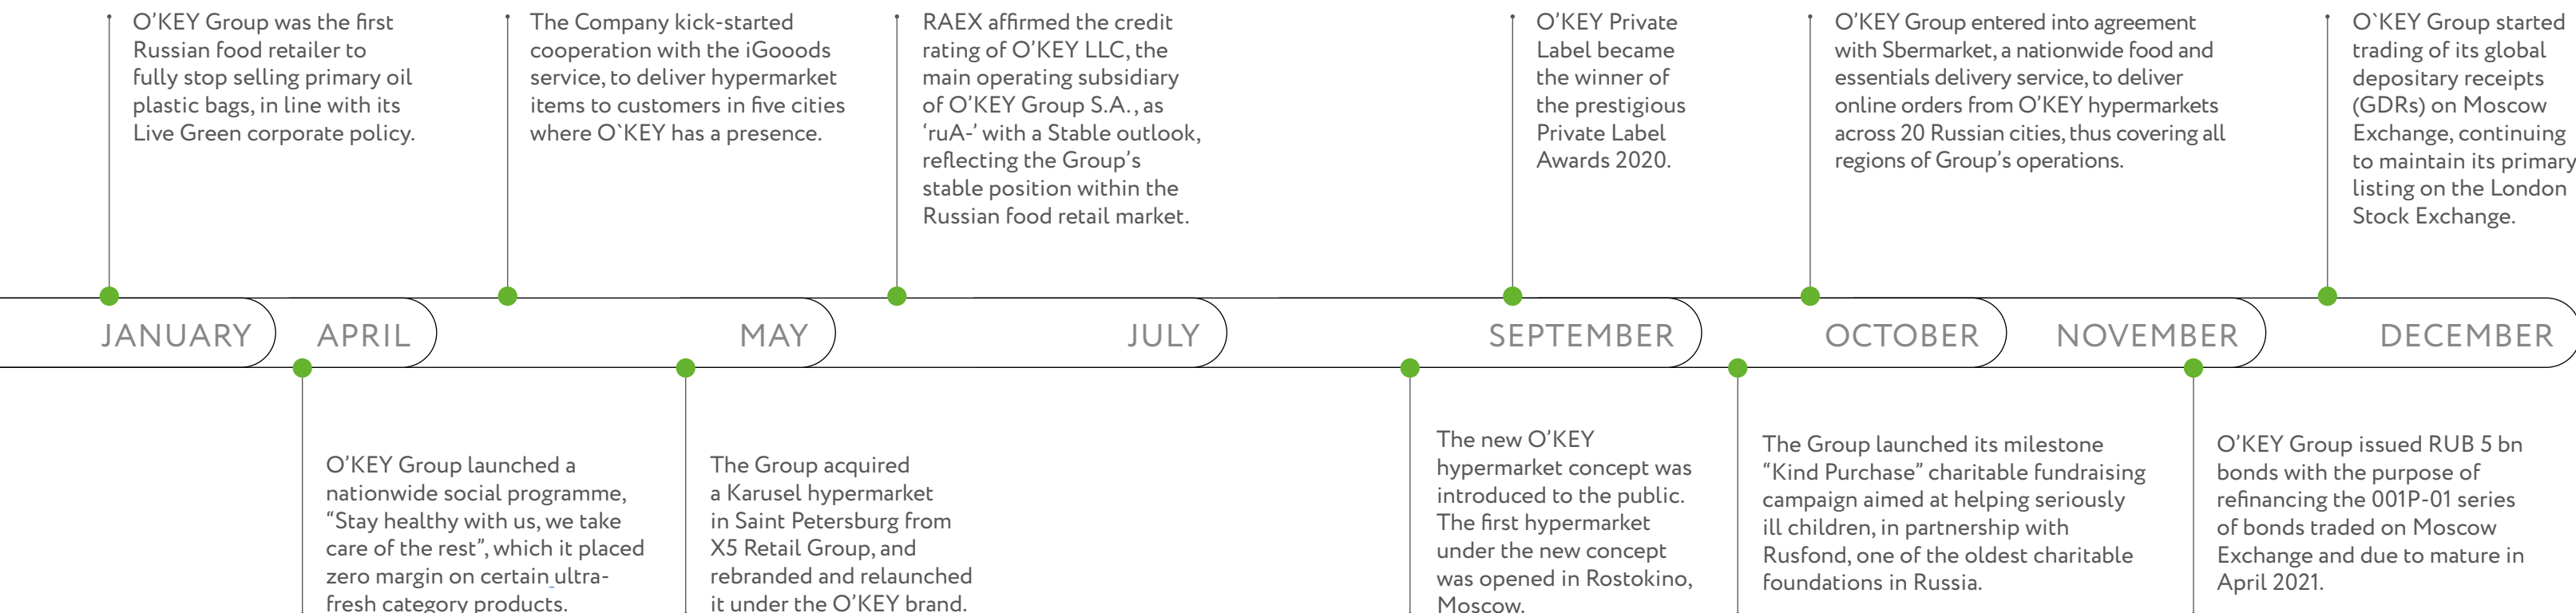 O’KEY Group was the first
Russian food retailer to
fully stop selling primary oil
plastic bags, in line with its
Live Green corporate policy.
The Company kick-started
cooperation with the iGooods
service, to deliver hypermarket
items to customers in five cities
where O`KEY has a presence.
RAEX affirmed the credit
rating of O’KEY LLC, the
main operating subsidiary
of O’KEY Group S.A., as
‘ruA-’ with a Stable outlook,
reflecting the Group’s
stable position within the
Russian food retail market.
O’KEY Private
Label became
the winner of
the prestigious
Private Label
Awards 2020.
O’KEY Group entered into agreement
with Sbermarket, a nationwide food and
essentials delivery service, to deliver
online orders from O’KEY hypermarkets
across 20 Russian cities, thus covering all
regions of Group’s operations.
O`KEY Group started
trading of its global
depositary receipts
(GDRs) on Moscow
Exchange, continuing
to maintain its primary
listing on the London
Stock Exchange.
JANUARY
APRIL
MAY
JULY
SEPTEMBER
OCTOBER
NOVEMBER
DECEMBER
O’KEY Group launched a
nationwide social programme,
“Stay healthy with us, we take
care of the rest”, which it placed
zero margin on certain ultra-
fresh category products.
The Group acquired
a Karusel hypermarket
in Saint Petersburg from
X5 Retail Group, and
rebranded and relaunched
it under the O’KEY brand.
The new O’KEY
hypermarket concept was
introduced to the public.
The first hypermarket
under the new concept
was opened in Rostokino,
Moscow.
The Group launched its milestone
“Kind Purchase” charitable fundraising
campaign aimed at helping seriously
ill children, in partnership with
Rusfond, one of the oldest charitable
foundations in Russia.
O’KEY Group issued RUB 5 bn
bonds with the purpose of
refinancing the 001P-01 series
of bonds traded on Moscow
Exchange and due to mature in
April 2021.